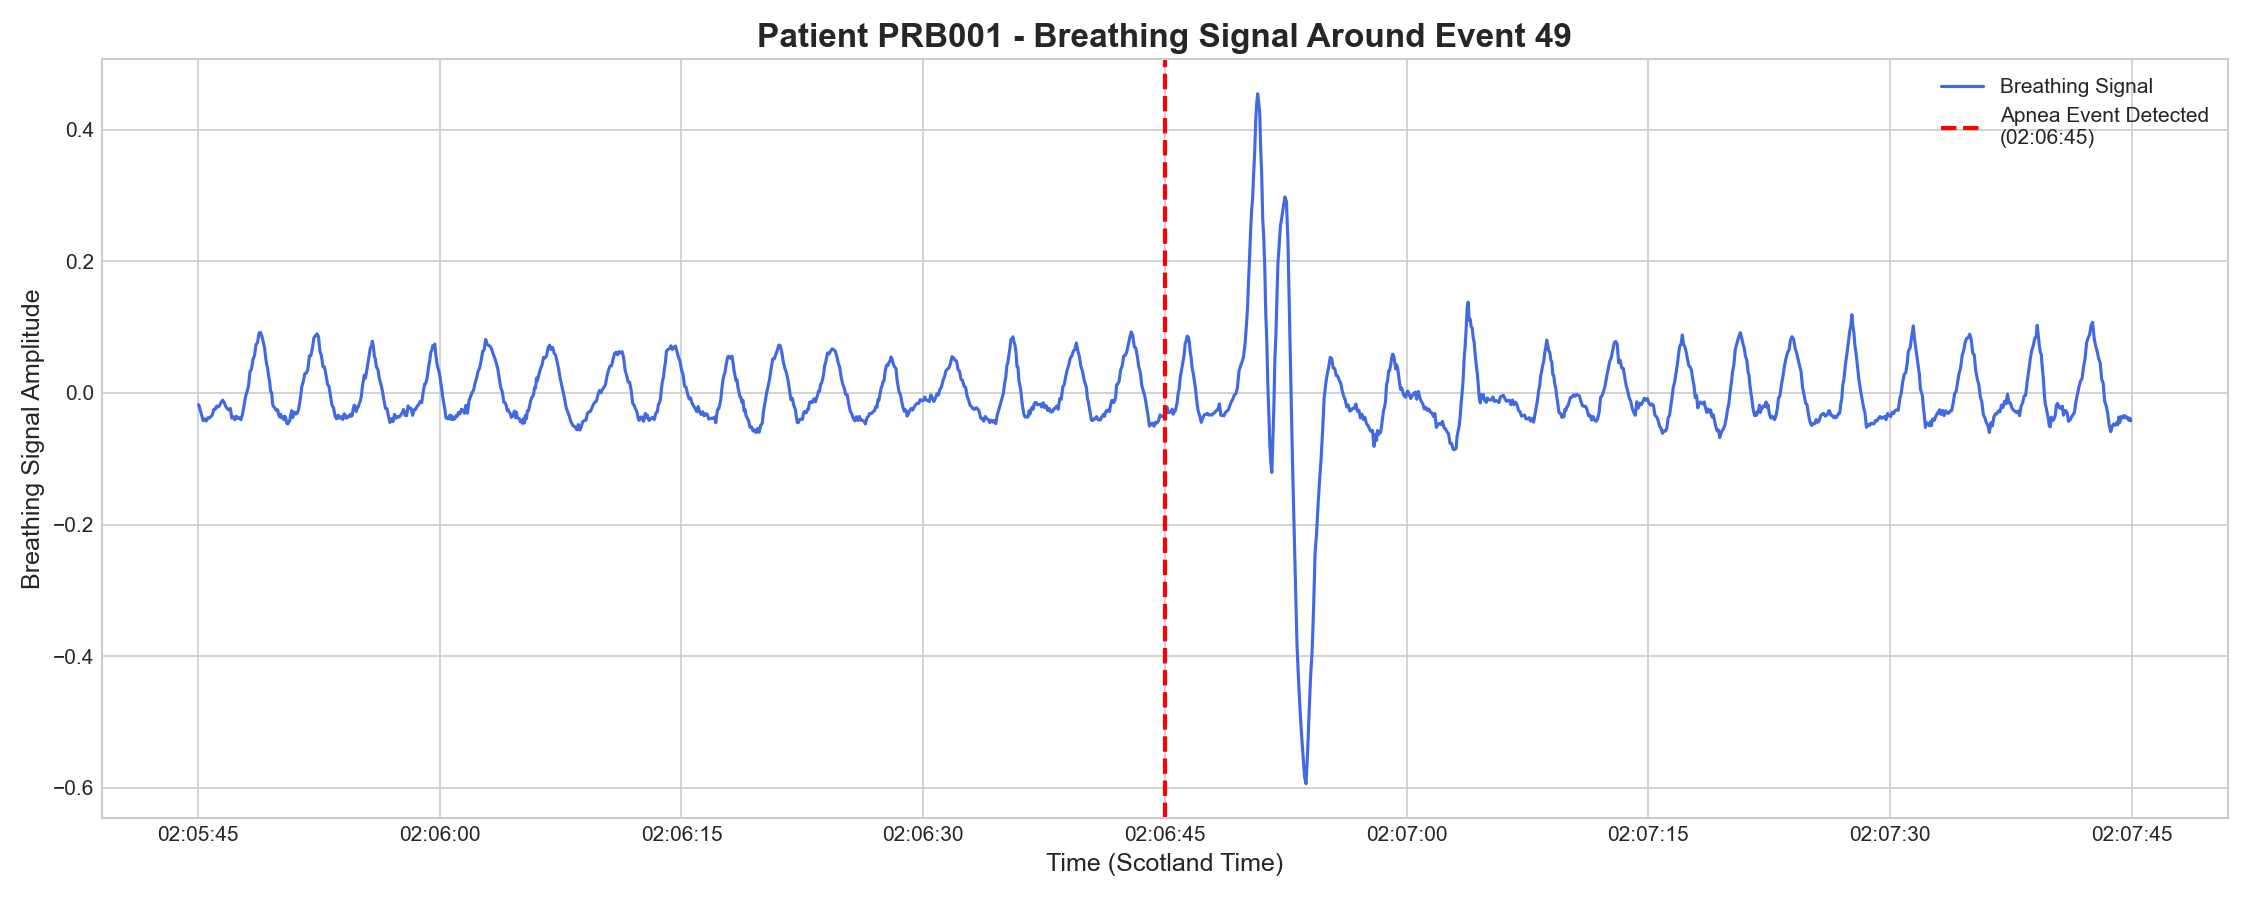 Patient PRB001 - Breathing Signal Around Event 49
Breathing Signal
Apnea Event Detected
(02:06:45)
Breathing Signal Amplitude
0.4
0.2
0.0
−0.2
−0.4
−0.6
02:05:45 02:06:00 02:06:15 02:06:30 02:06:45 02:07:00 02:07:15 02:07:30 02:07:45
Time (Scotland Time)